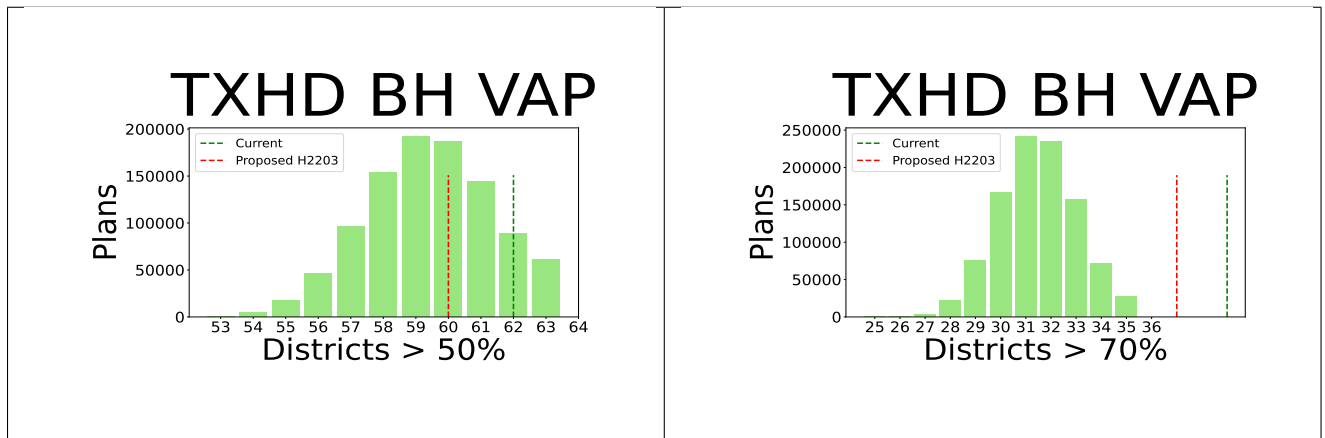 TXHD BH VAP
200000
150000
100000
50000
0
Plans
Current
Proposed H2203
53 54 55 56 57 58 59 60 61 62 63 64
Districts > 50%
TXHD BH VAP
250000
200000
150000
100000
50000
0
Plans
Current
Proposed H2203
25 26 27 28 29 30 31 32 33 34 35 36
Districts > 70%